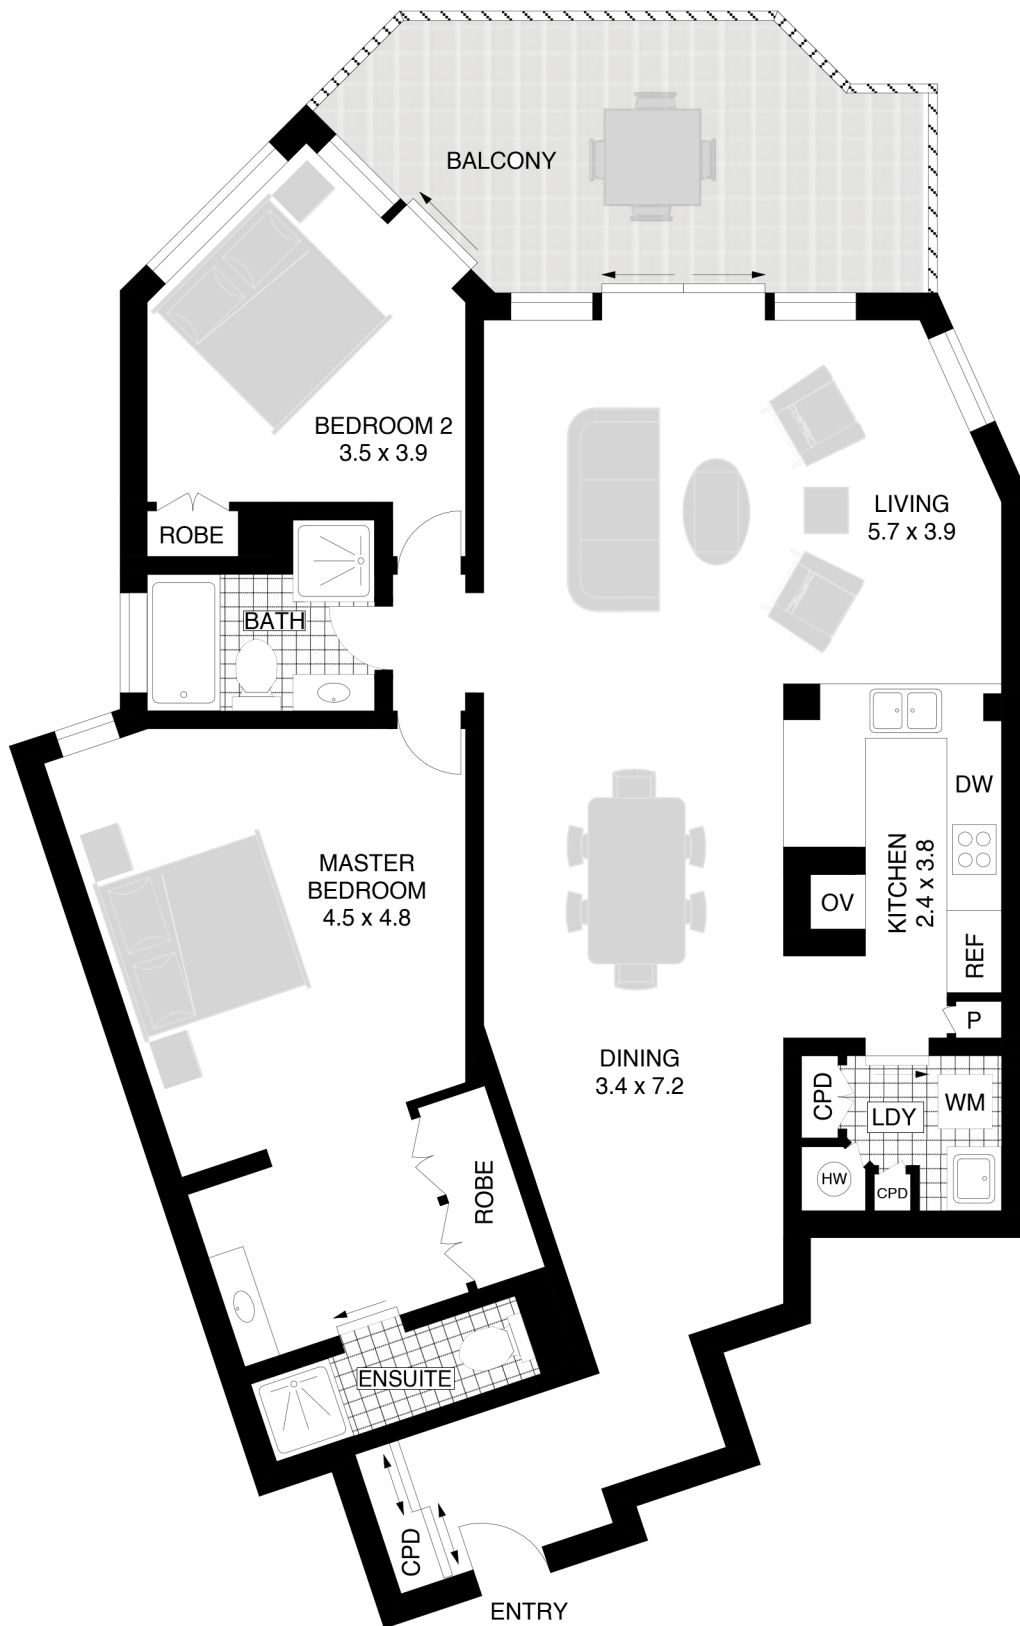 BALCONY
BEDROOM 2
3.5 x 3.9
LIVING
5.7 x 3.9
ROBE
BATH
MASTER
BEDROOM
4.5 x 4.8
DW
KITCHEN
2.4 x 3.8
OV
REF
P
DINING
3.4 x 7.2
CPD
LDY
WM
HW
CPD
ROBE
ENSUITE
CPD
ENTRY